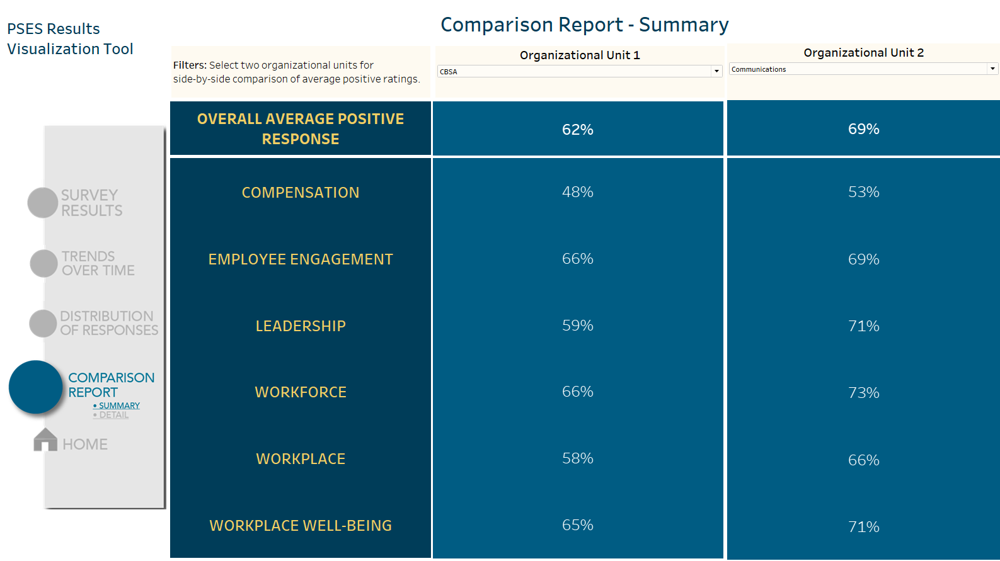 PSES Results
Visualization Tool
Comparison Report - Summary
Filters: Select two organizational units for
side-by-side comparison of average positive ratings.
Organizational Unit 1
CBSA
Organizational Unit 2
Communications
OVERALL AVERAGE POSITIVE
RESPONSE
62%
69%
COMPENSATION
48%
53%
EMPLOYEE ENGAGEMENT
66%
69%
LEADERSHIP
59%
71%
WORKFORCE
66%
73%
WORKPLACE
58%
66%
WORKPLACE WELL-BEING
65%
71%
SURVEY
RESULTS
TRENDS
OVER TIME
DISTRIBUTION
OF RESPONSES
COMPARISON
REPORT
• SUMMARY
• DETAIL
HOME